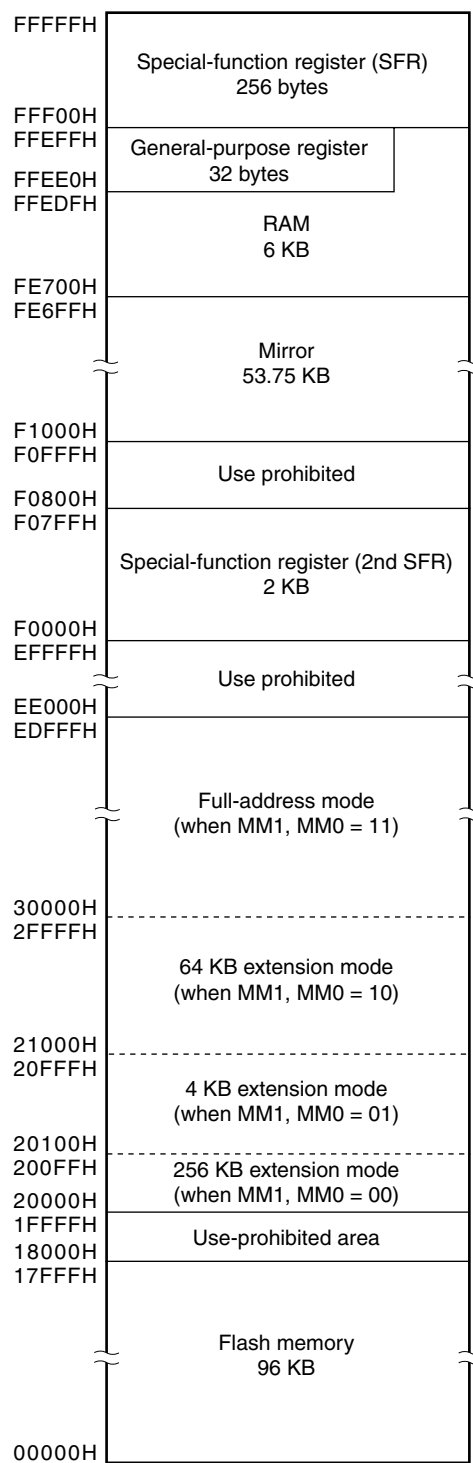 FFFFFH
Special-function register (SFR)
256 bytes
FFF00H
FFEFFH
General-purpose register
32 bytes
FFEE0H
FFEDFH
RAM
6 KB
FE700H
FE6FFH
Mirror
53.75 KB
F1000H
F0FFFH
Use prohibited
F0800H
F07FFH
Special-function register (2nd SFR)
2 KB
F0000H
EFFFFH
Use prohibited
EE000H
EDFFFH
Full-address mode
(when MM1, MM0 = 11)
30000H
2FFFFH
64 KB extension mode
(when MM1, MM0 = 10)
21000H
20FFFH
4 KB extension mode
(when MM1, MM0 = 01)
20100H
200FFH
256 KB extension mode
(when MM1, MM0 = 00)
20000H
1FFFFH
Use-prohibited area
18000H
17FFFH
Flash memory
96 KB
00000H